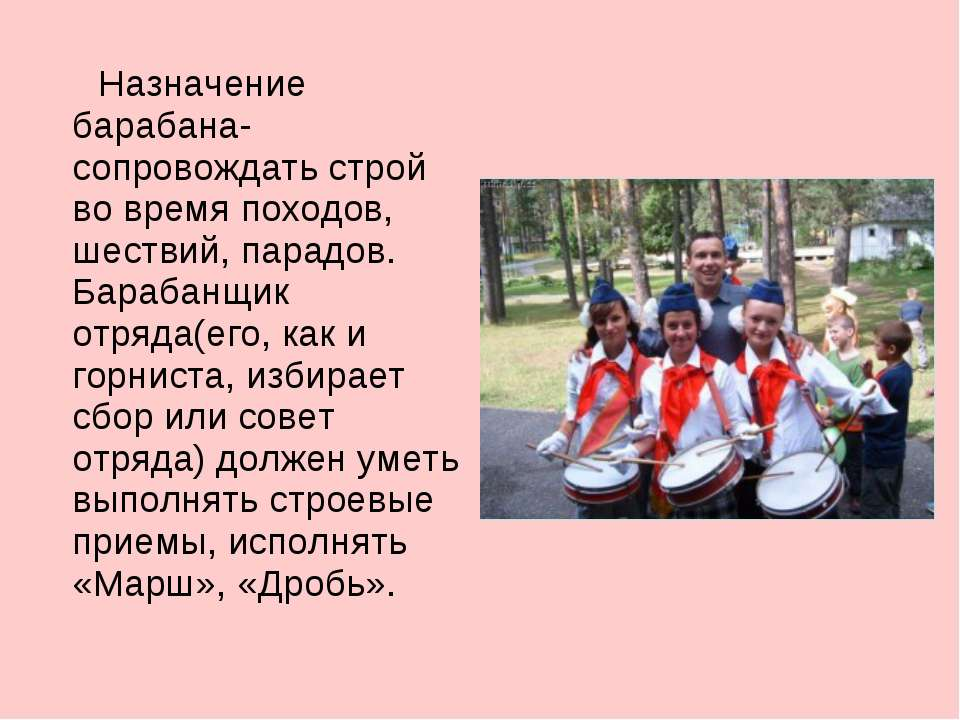 Назначение
барабана-
сопровождать строй
во время походов,
шествий, парадов.
Барабанщик
отряда(его, как и
горниста, избирает
сбор или совет
отряда) должен уметь
выполнять строевые
приемы, исполнять
«Марш», «Дробь».